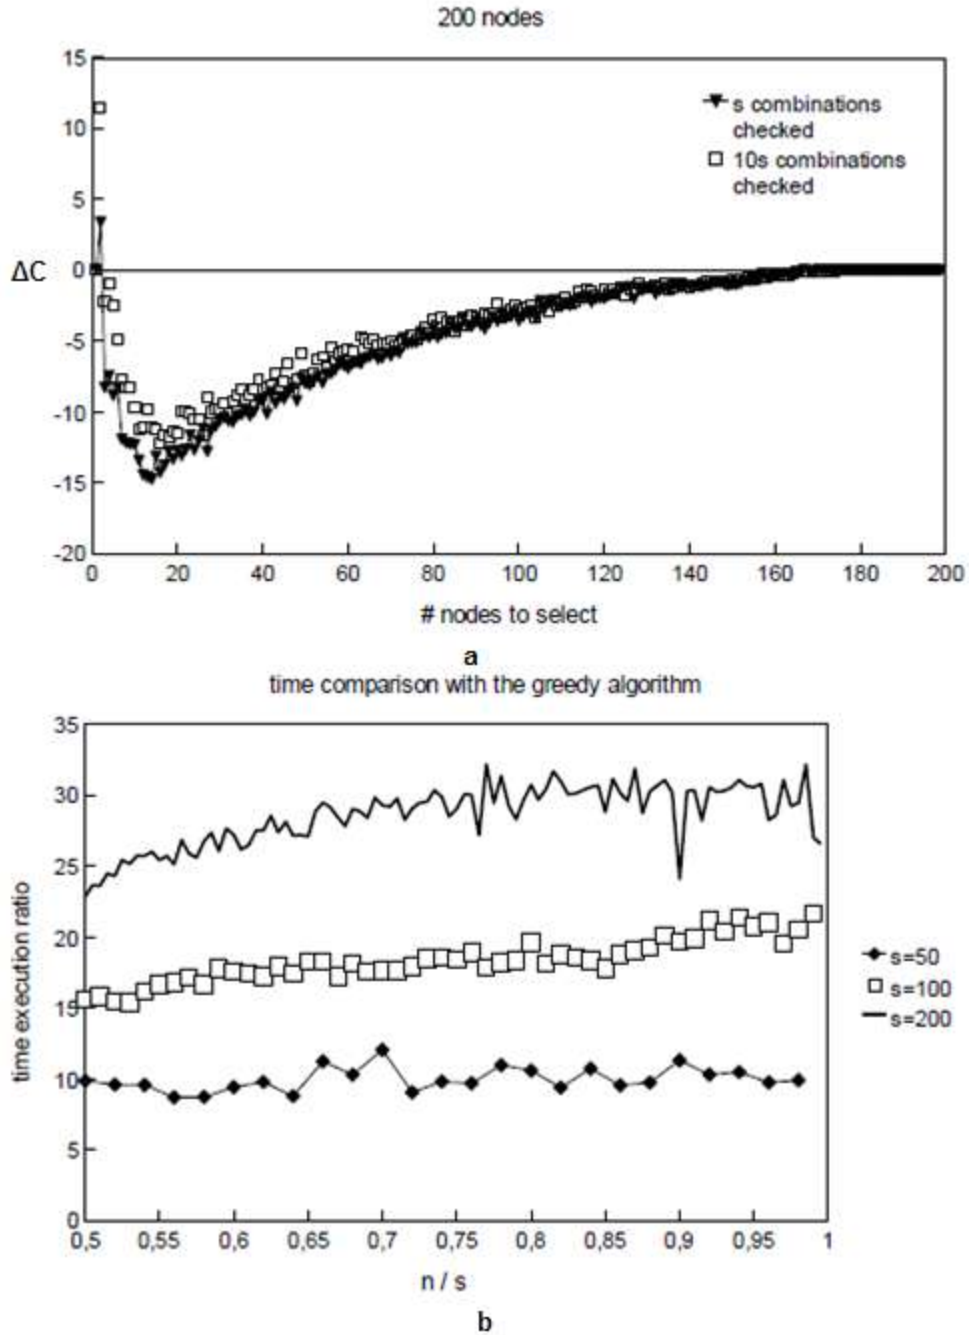 200 nodes
15
10
5
0
-5
-10
-15
-20
ΔC
s combinations
checked
10s combinations
checked
0 20 40 60 80 100 120 140 160 180 200
# nodes to select
a
time comparison with the greedy algorithm
35
30
25
20
15
10
5
0
time execution ratio
s=50
s=100
s=200
0,5 0,55 0,6 0,65 0,7 0,75 0,8 0,85 0,9 0,95 1
n / s
b